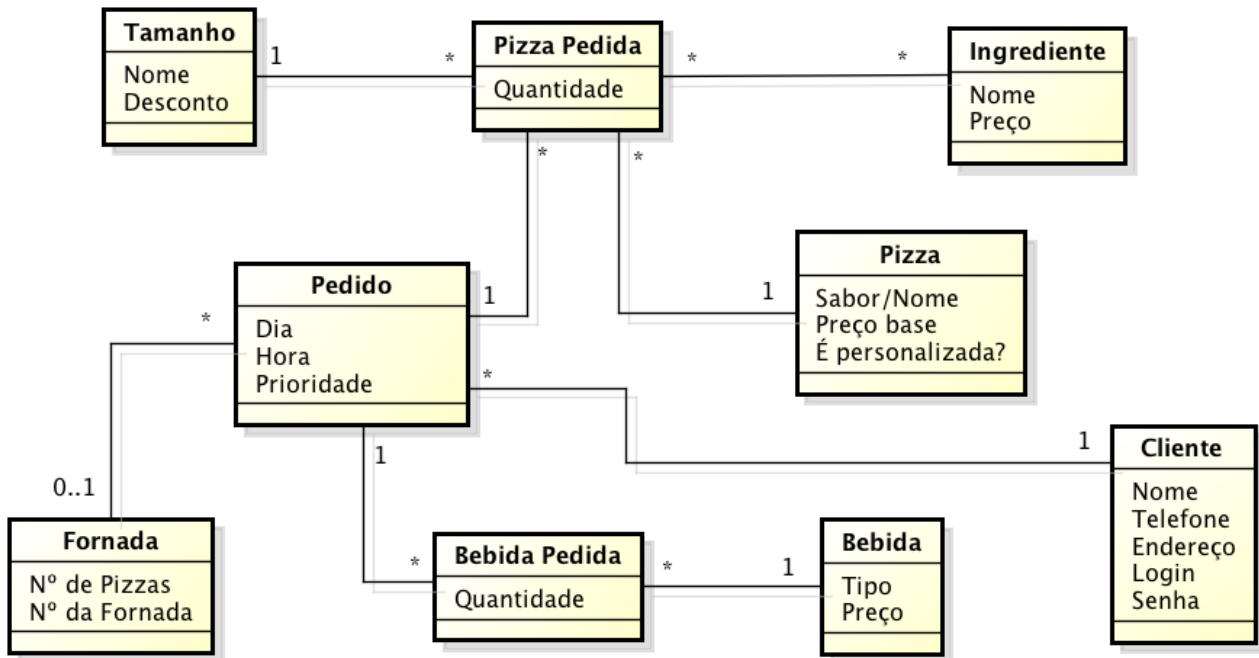 Tamanho
Nome
Desconto
1
*
Pizza Pedida
Quantidade
*
*
Ingrediente
Nome
Preço
*
*
Pizza
Sabor/Nome
Preço base
É personalizada?
1
Pedido
Dia
Hora
Prioridade
1
*
*
1
1
0..1
Fornada
Nº de Pizzas
Nº da Fornada
*
Bebida Pedida
Quantidade
*
1
Bebida
Tipo
Preço
Cliente
Nome
Telefone
Endereço
Login
Senha